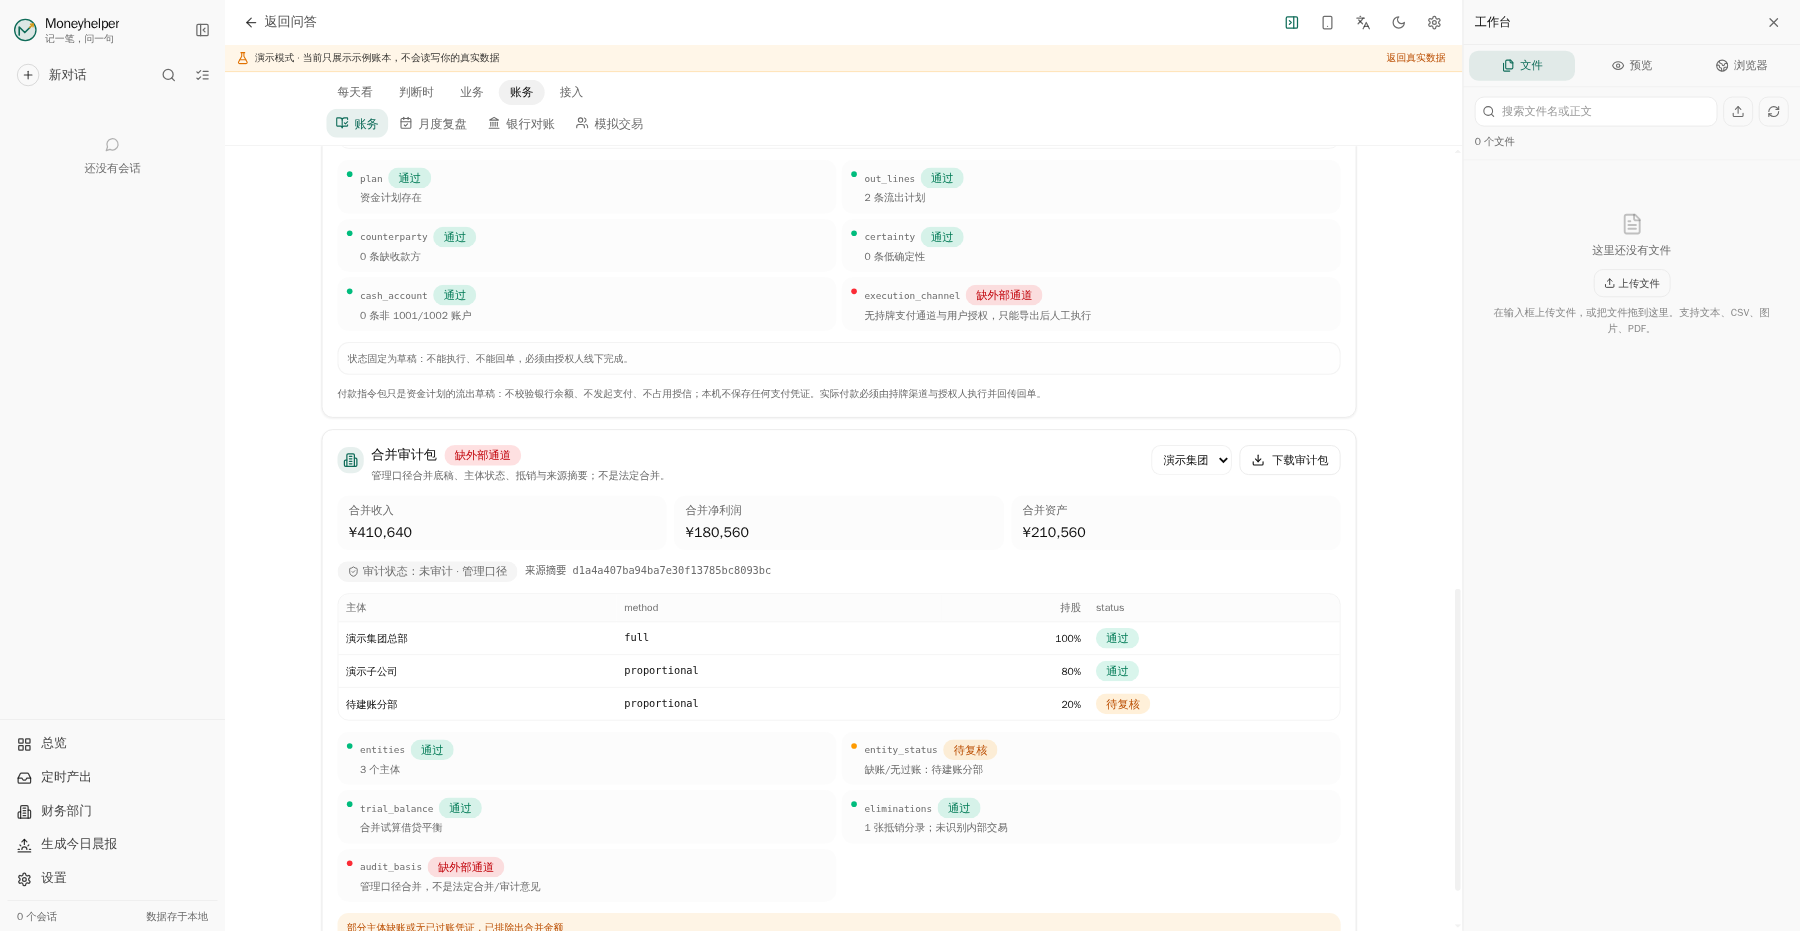 Moneyhelper
记一笔，问一句
新对话
还没有会话
总览
定时产出
财务部门
生成今日晨报
设置
0 个会话
数据存于本地
返回问答
演示模式 · 当前只展示示例账本，不会读写你的真实数据
返回真实数据
每天看
判断时
业务
账务
接入
账务
月度复盘
银行对账
模拟交易
plan 通过
资金计划存在
out_lines 通过
2 条流出计划
counterparty 通过
0 条缺收款方
certainty 通过
0 条低确定性
cash_account 通过
0 条非 1001/1002 账户
execution_channel 缺外部通道
无持牌支付通道与用户授权，只能导出后人工执行
状态固定为草稿：不能执行、不能回单，必须由授权人线下完成。
付款指令包只是资金计划的流出草稿：不校验银行余额、不发起支付、不占用授信；本机不保存任何支付凭证。实际付款必须由持牌渠道与授权人执行并回传回单。
合并审计包 缺外部通道
管理口径合并底稿、主体状态、抵销与来源摘要；不是法定合并。
演示集团
下载审计包
合并收入
¥410,640
合并净利润
¥180,560
合并资产
¥210,560
审计状态：未审计 · 管理口径
来源摘要 d1a4a407ba94ba7e30f13785bc8093bc
主体 method 持股 status
演示集团总部 full 100% 通过
演示子公司 proportional 80% 通过
待建账分部 proportional 20% 待复核
entities 通过
3 个主体
entity_status 待复核
缺账/无过账：待建账分部
trial_balance 通过
合并试算借贷平衡
eliminations 通过
1 张抵销分录；未识别内部交易
audit_basis 缺外部通道
管理口径合并，不是法定合并/审计意见
部分主体缺账或无已过账凭证，已排除出合并金额
工作台
文件
预览
浏览器
搜索文件名或正文
0 个文件
这里还没有文件
上传文件
在输入框上传文件，或把文件拖到这里。支持文本、CSV、图
片、PDF。